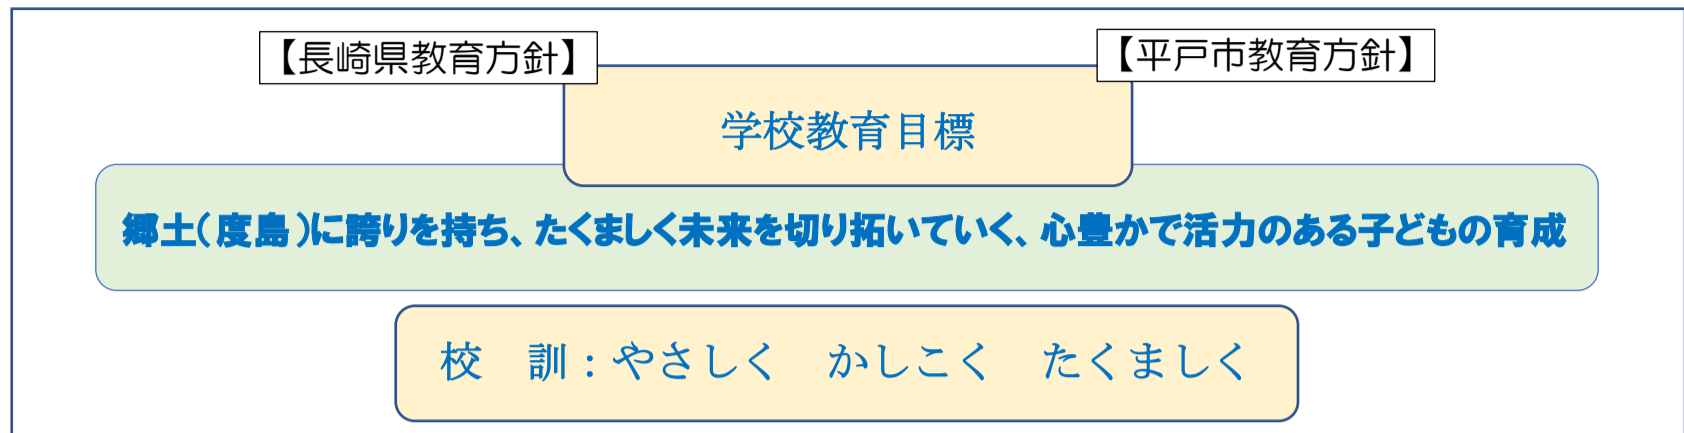 【長崎県教育方針】
【平戸市教育方針】
学校教育目標
郷土(度島)に誇りを持ち、たくましく未来を切り拓いていく、心豊かで活力のある子どもの育成
校　訓：やさしく　かしこく　たくましく